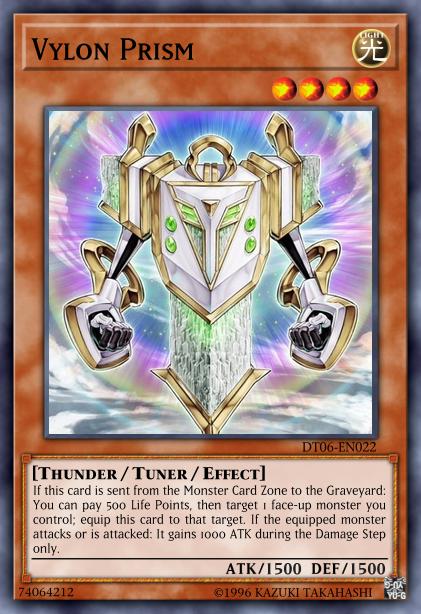 VYLON PRISM
LIGHT
光
DT06-EN022
[THUNDER / TUNER / EFFECT]
If this card is sent from the Monster Card Zone to the Graveyard:
You can pay 500 Life Points, then target 1 face-up monster you
control; equip this card to that target. If the equipped monster
attacks or is attacked: It gains 1000 ATK during the Damage Step
only.
ATK/1500 DEF/1500
74064212
©1996 KAZUKI TAKAHASHI